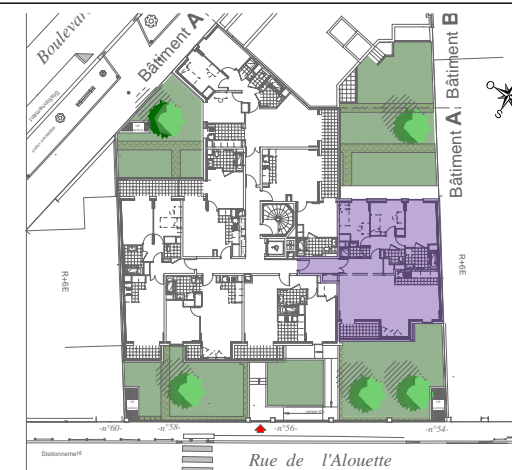 Boulevard
Bâtiment A
Bâtiment A
Bâtiment B
S
R+6E
R+6E
-n°60-
-n°58-
-n°56-
-n°54-
Stationnement
Rue de l'Alouette